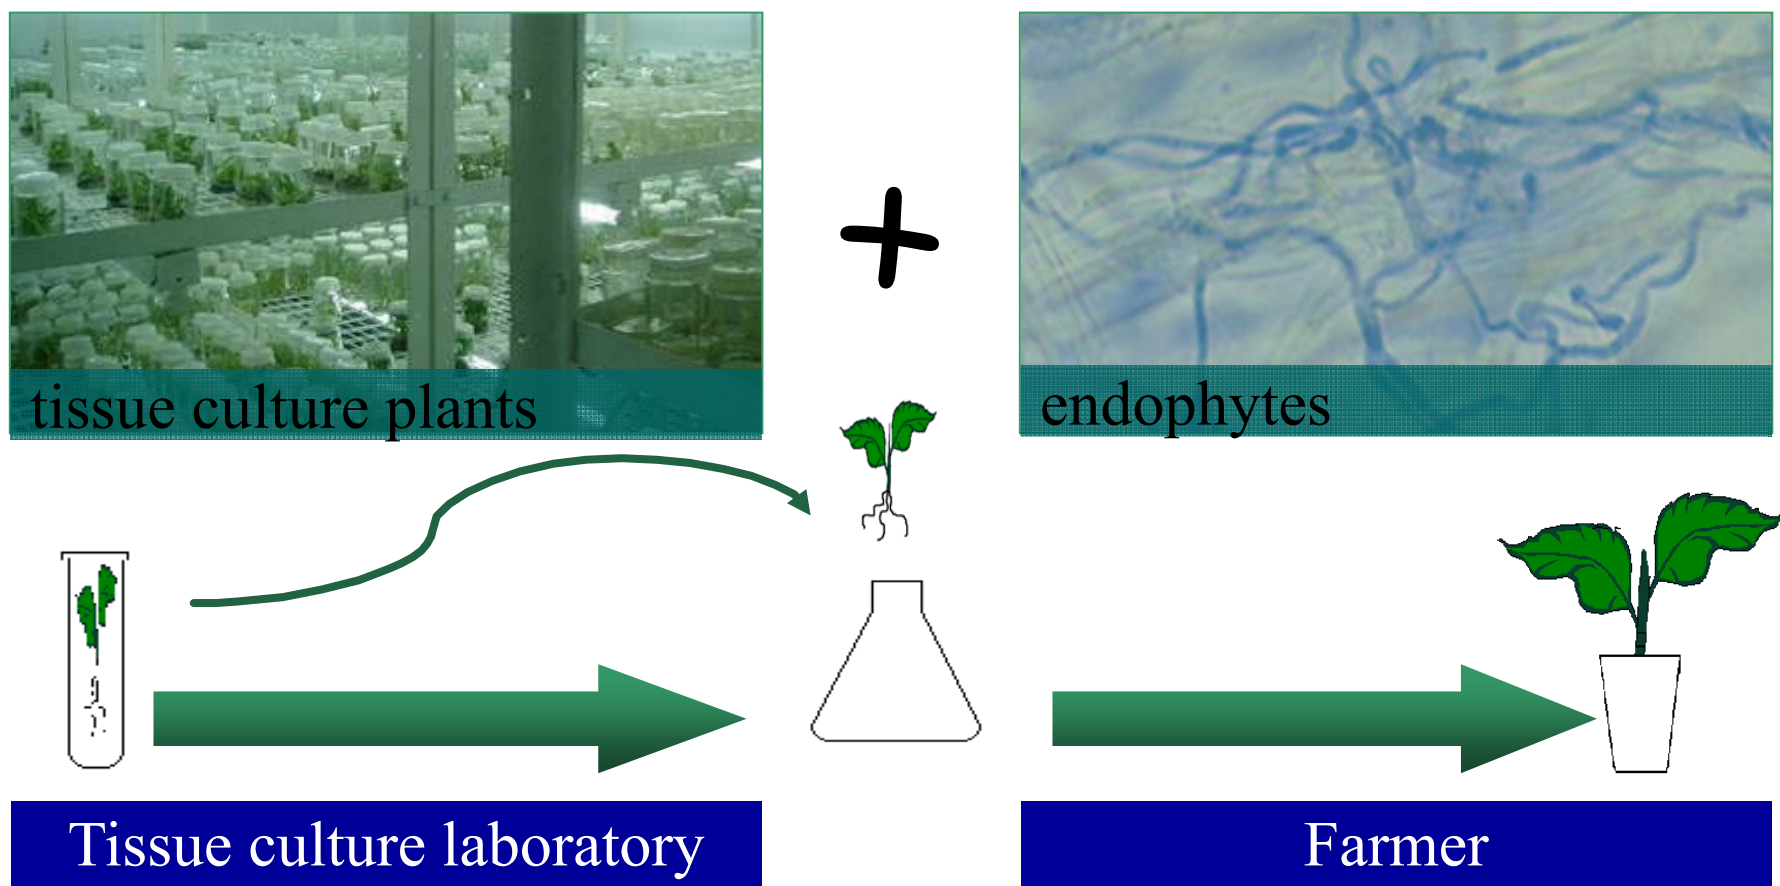 tissue culture plants
endophytes
Tissue culture laboratory
Farmer